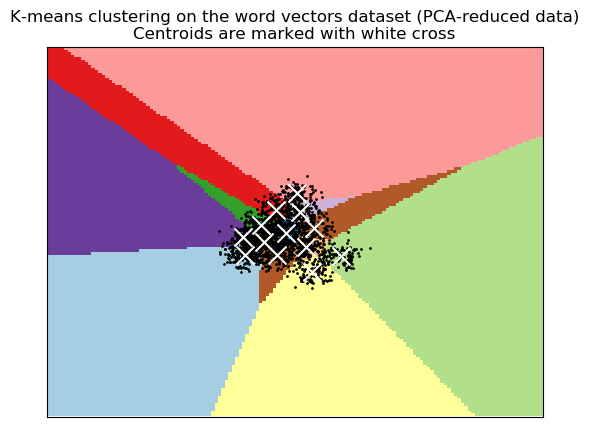 K-means clustering on the word vectors dataset (PCA-reduced data)
Centroids are marked with white cross